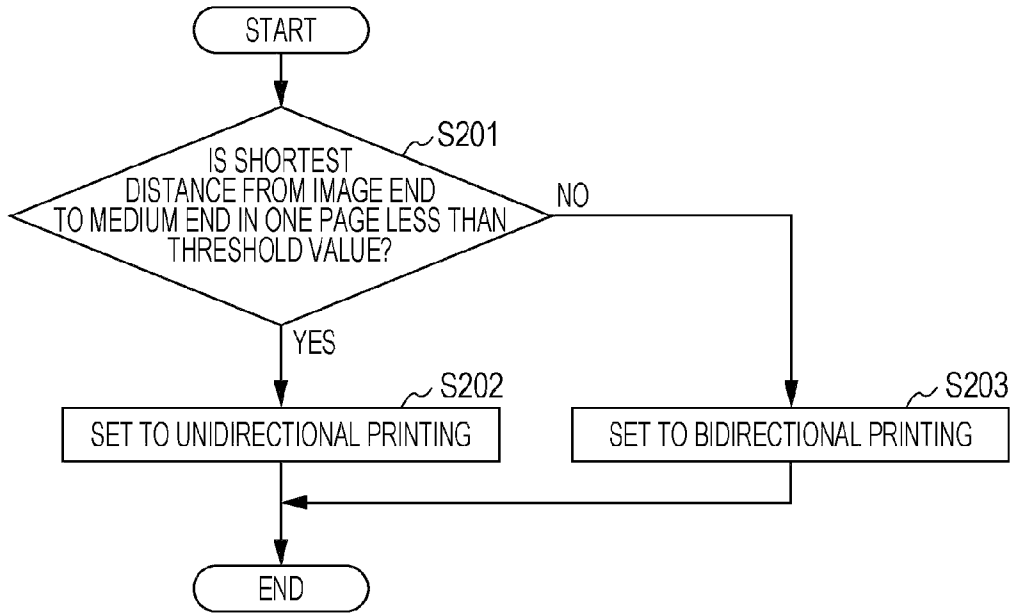 START
S201
IS SHORTEST
DISTANCE FROM IMAGE END
TO MEDIUM END IN ONE PAGE LESS THAN
THRESHOLD VALUE?
NO
YES
S202
SET TO UNIDIRECTIONAL PRINTING
S203
SET TO BIDIRECTIONAL PRINTING
END